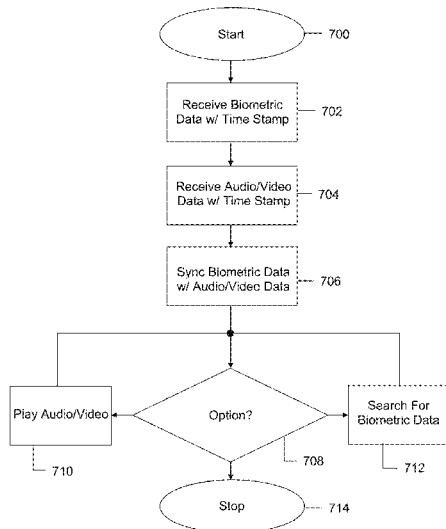 Start
700
Receive Biometric
Data w/ Time Stamp
702
Receive Audio/Video
Data w/ Time Stamp
704
Sync Biometric Data
w/ Audio/Video Data
706
Play Audio/Video
710
Option?
708
Search For
Biometric Data
712
Stop
714